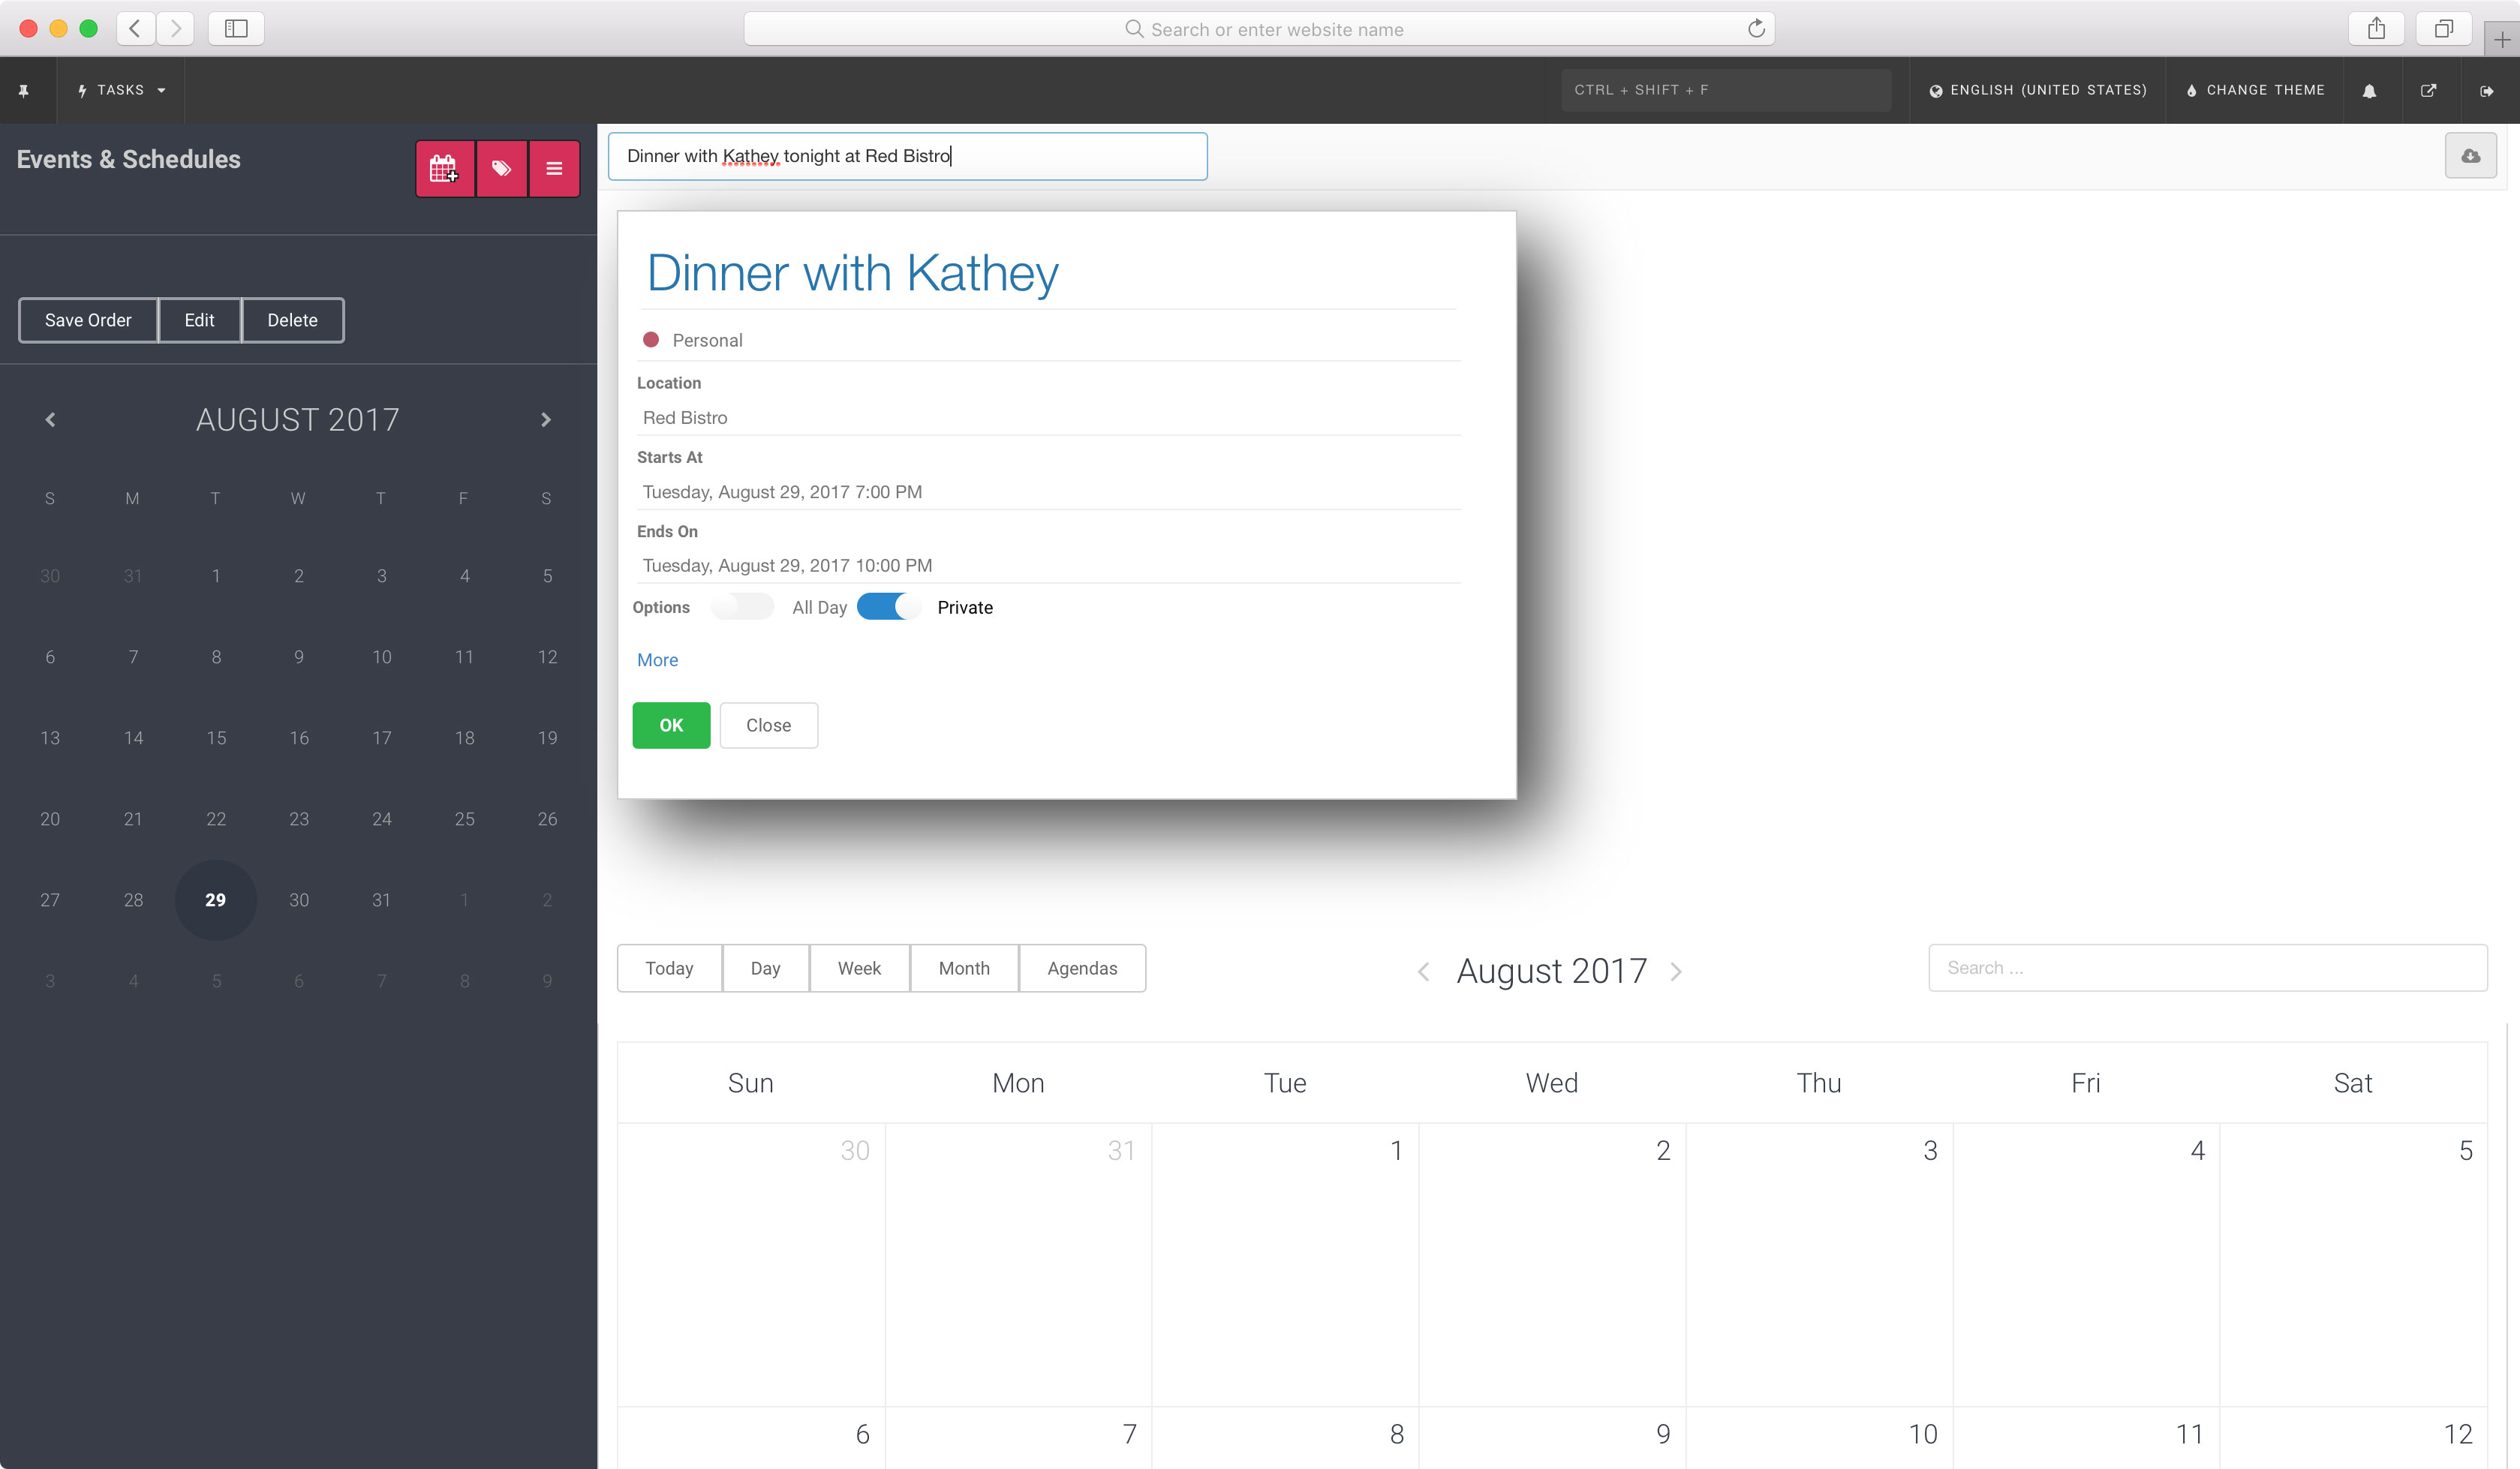 Search or enter website name
TASKS
CTRL + SHIFT + F
ENGLISH (UNITED STATES)
CHANGE THEME
Events & Schedules
Dinner with Kathey tonight at Red Bistro
Save Order
Edit
Delete
AUGUST 2017
S M T W T F S
30 31 1 2 3 4 5
6 7 8 9 10 11 12
13 14 15 16 17 18 19
20 21 22 23 24 25 26
27 28 29 30 31 1 2
3 4 5 6 7 8 9
Dinner with Kathey
Personal
Location
Red Bistro
Starts At
Tuesday, August 29, 2017 7:00 PM
Ends On
Tuesday, August 29, 2017 10:00 PM
Options All Day Private
More
OK Close
Today Day Week Month Agendas
August 2017
Search ...
Sun Mon Tue Wed Thu Fri Sat
30 31 1 2 3 4 5
6 7 8 9 10 11 12